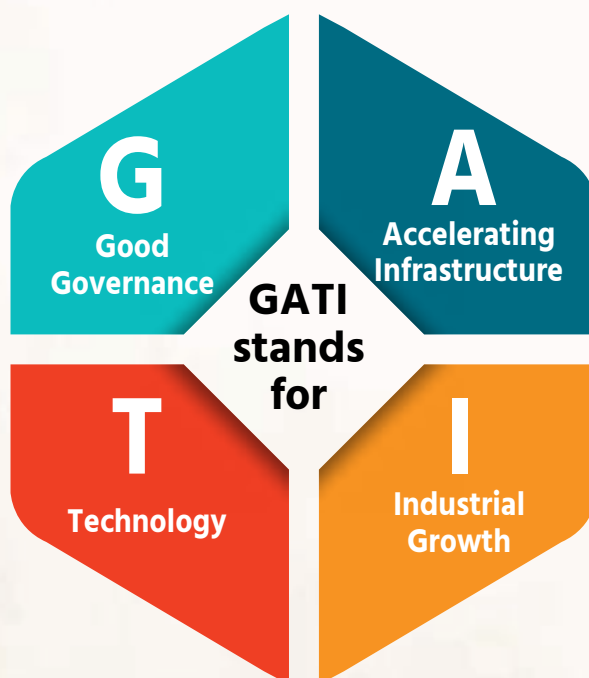 G
Good
Governance
A
Accelerating
Infrastructure
GATI
stands
for
T
Technology
I
Industrial
Growth